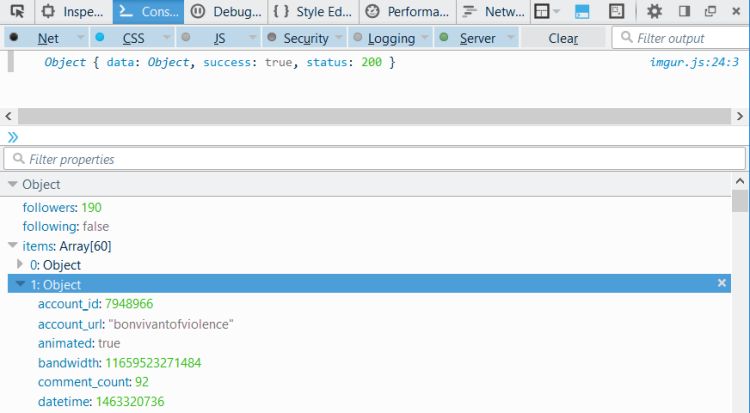 Inspe... Cons... Debug... Style Ed... Performa... Netw...
Net CSS JS Security Logging Server Clear Filter output
Object { data: Object, success: true, status: 200 } imgur.js:24:3
Filter properties
Object
followers: 190
following: false
items: Array[60]
0: Object
1: Object
account_id: 7948966
account_url: "bonvivantofviolence"
animated: true
bandwidth: 11659523271484
comment_count: 92
datetime: 1463320736